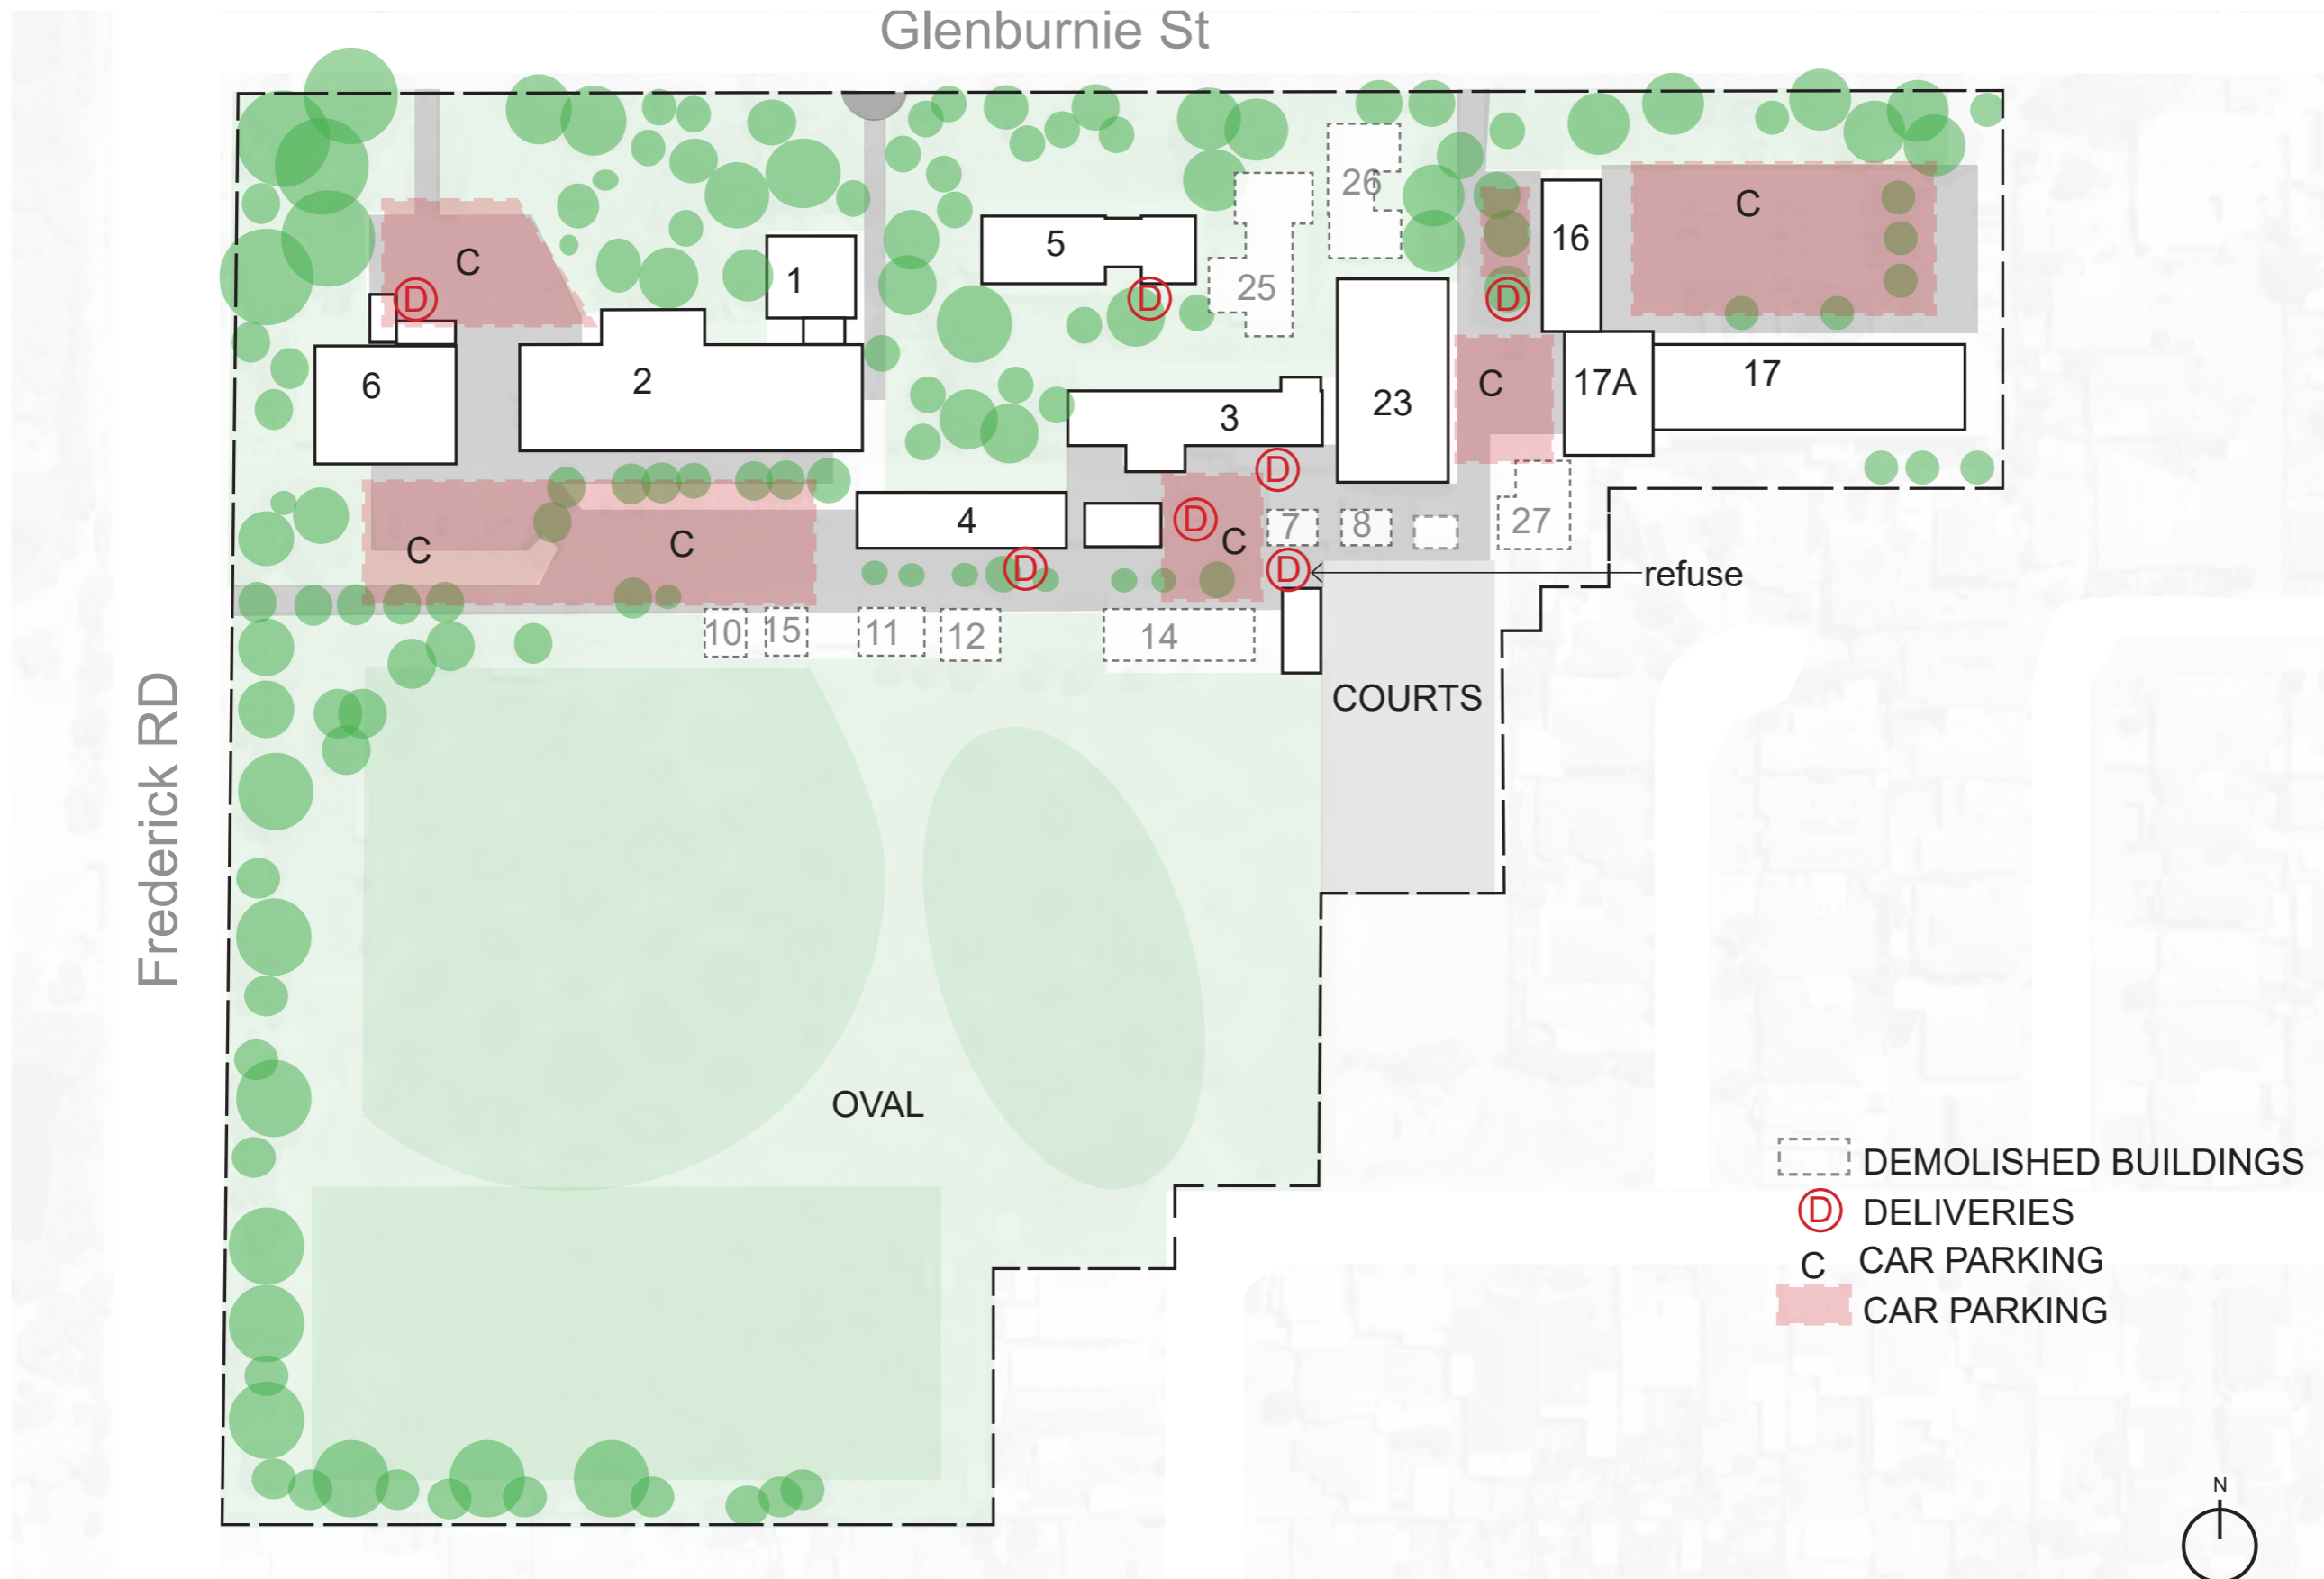 Glenburnie St
26
C
16
5
C
1
25
D
D
D
6
2
C
17A
17
3
23
D
4
D
C
7
8
27
C
C
D
D
refuse
10
15
11
12
14
COURTS
Frederick RD
OVAL
DEMOLISHED BUILDINGS
D DELIVERIES
C CAR PARKING
CAR PARKING
N